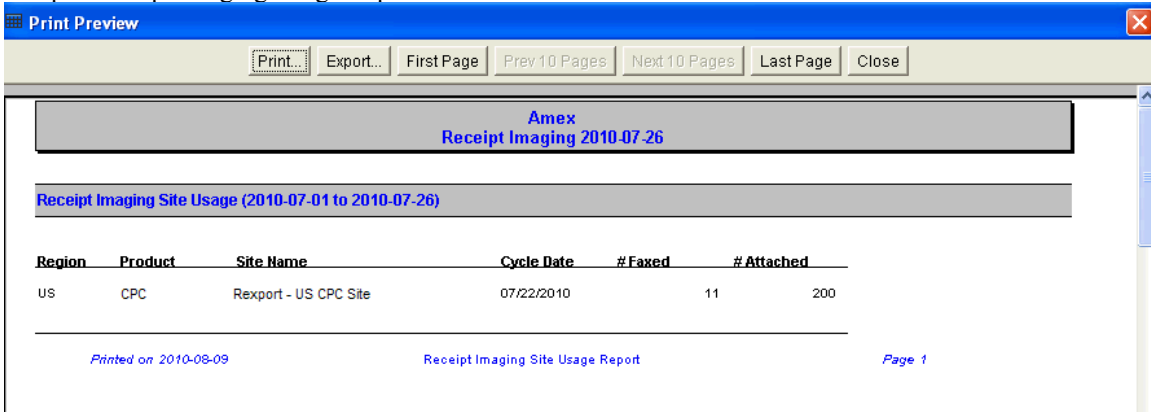 Print Preview
Print... Export... First Page Prev 10 Pages Next 10 Pages Last Page Close
Amex
Receipt Imaging 2010-07-26
Receipt Imaging Site Usage (2010-07-01 to 2010-07-26)
Region Product Site Name Cycle Date # Faxed # Attached
US CPC Rexport - US CPC Site 07/22/2010 11 200
Printed on 2010-08-09 Receipt Imaging Site Usage Report Page 1